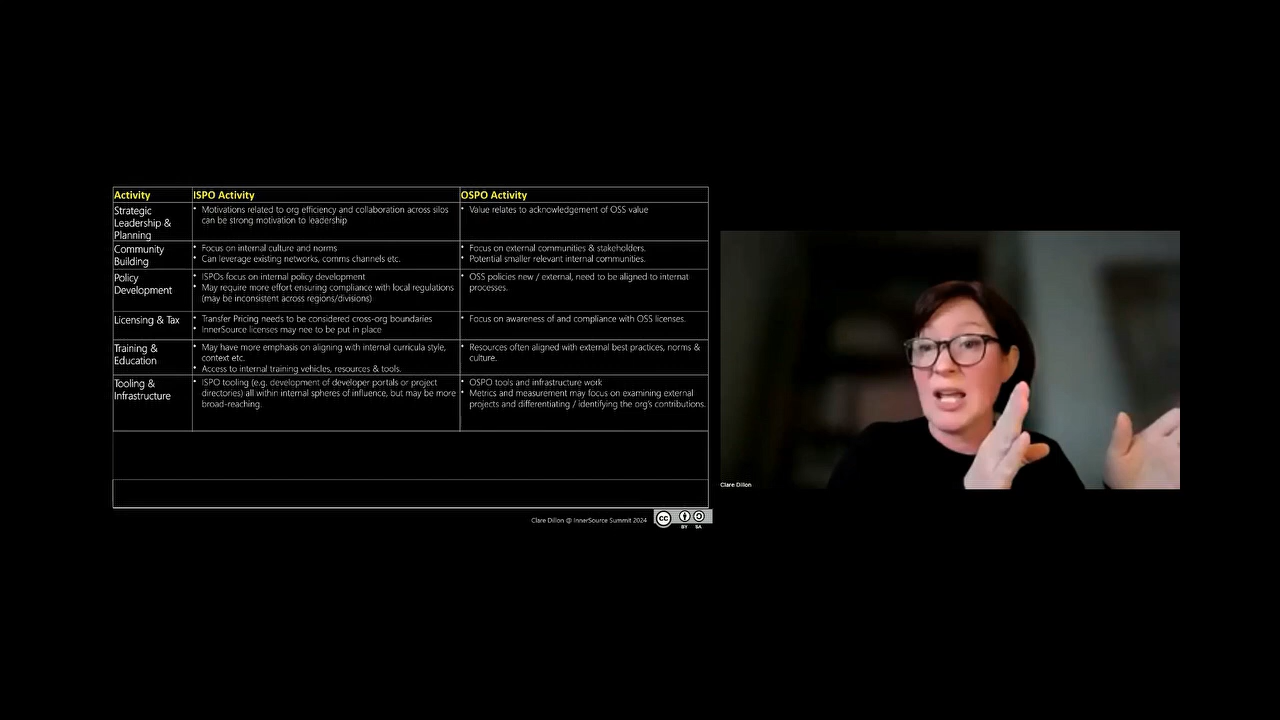 Activity ISPO Activity OSPO Activity
Strategic
Leadership &
Planning
• Motivations related to org efficiency and collaboration across silos
can be strong motivation to leadership
• Value relates to acknowledgement of OSS value
Community
Building
• Focus on internal culture and norms
• Can leverage existing networks, comms channels etc.
• Focus on external communities & stakeholders.
• Potential smaller relevant internal communities.
Policy
Development
• ISPOs focus on internal policy development
• May require more effort ensuring compliance with local regulations
(may be inconsistent across regions/divisions)
• OSS policies new / external, need to be aligned to internat
processes.
Licensing & Tax
• Transfer Pricing needs to be considered cross-org boundaries
• InnerSource licenses may nee to be put in place
• Focus on awareness of and compliance with OSS licenses.
Training &
Education
• May have more emphasis on aligning with internal curricula style,
context etc.
• Access to internal training vehicles, resources & tools.
• Resources often aligned with external best practices, norms &
culture.
Tooling &
Infrastructure
• ISPO tooling (e.g. development of developer portals or project
directories) all within internal spheres of influence, but may be more
broad-reaching.
• OSPO tools and infrastructure work
• Metrics and measurement may focus on examining external
projects and differentiating / identifying the org's contributions.
Clare Dillon @ InnerSource Summit 2024
cc
BY SA
Clare Dillon